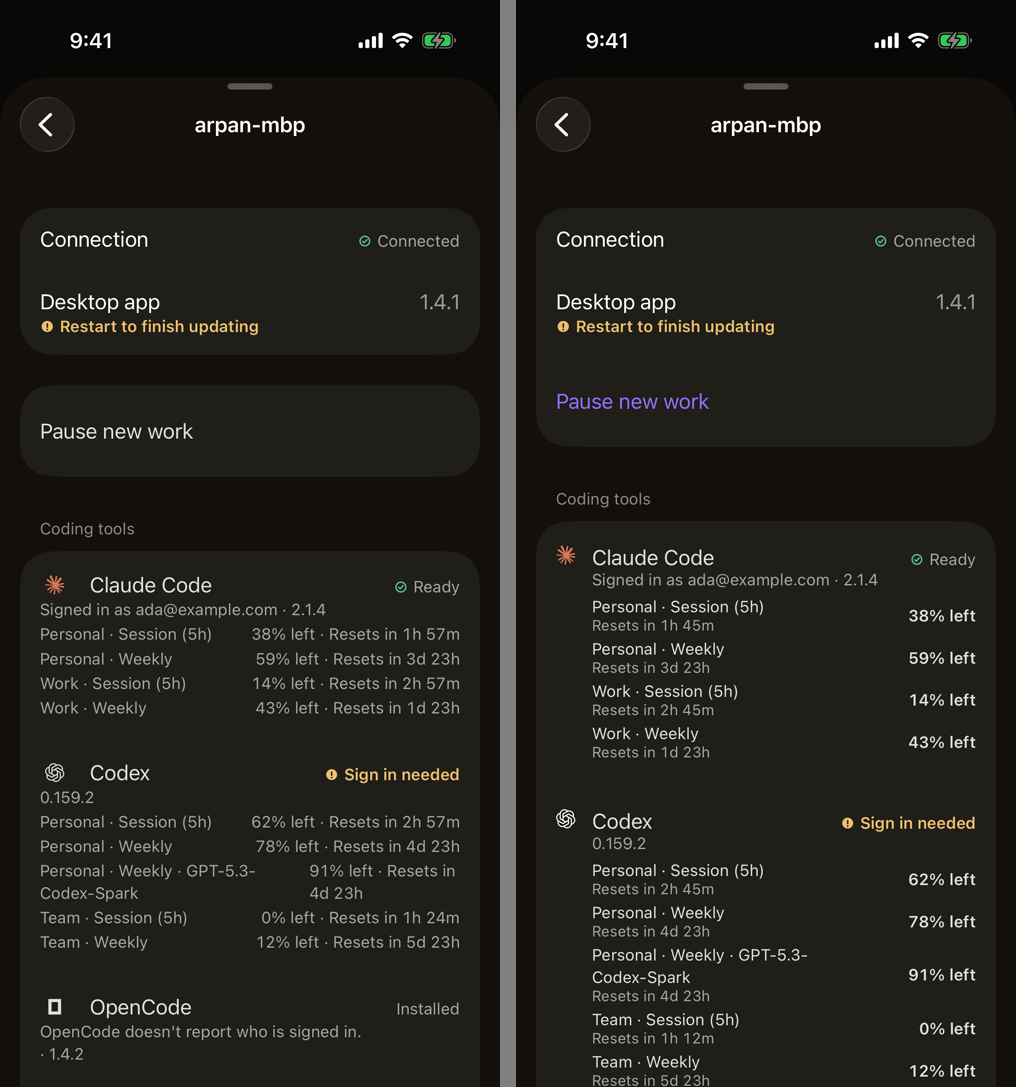 9:41
arpan-mbp
Connection
Connected
Desktop app
1.4.1
Restart to finish updating
Pause new work
Coding tools
Claude Code
Ready
Signed in as ada@example.com · 2.1.4
Personal · Session (5h) 38% left · Resets in 1h 57m
Personal · Weekly 59% left · Resets in 3d 23h
Work · Session (5h) 14% left · Resets in 2h 57m
Work · Weekly 43% left · Resets in 1d 23h
Codex
Sign in needed
0.159.2
Personal · Session (5h) 62% left · Resets in 2h 57m
Personal · Weekly 78% left · Resets in 4d 23h
Personal · Weekly · GPT-5.3- 91% left · Resets in
Codex-Spark 4d 23h
Team · Session (5h) 0% left · Resets in 1h 24m
Team · Weekly 12% left · Resets in 5d 23h
OpenCode
Installed
OpenCode doesn't report who is signed in.
· 1.4.2
9:41
arpan-mbp
Connection
Connected
Desktop app
1.4.1
Restart to finish updating
Pause new work
Coding tools
Claude Code
Ready
Signed in as ada@example.com · 2.1.4
Personal · Session (5h)
Resets in 1h 45m
38% left
Personal · Weekly
Resets in 3d 23h
59% left
Work · Session (5h)
Resets in 2h 45m
14% left
Work · Weekly
Resets in 1d 23h
43% left
Codex
Sign in needed
0.159.2
Personal · Session (5h)
Resets in 2h 45m
62% left
Personal · Weekly
Resets in 4d 23h
78% left
Personal · Weekly · GPT-5.3-
Codex-Spark
Resets in 4d 23h
91% left
Team · Session (5h)
Resets in 1h 12m
0% left
Team · Weekly
Resets in 5d 23h
12% left